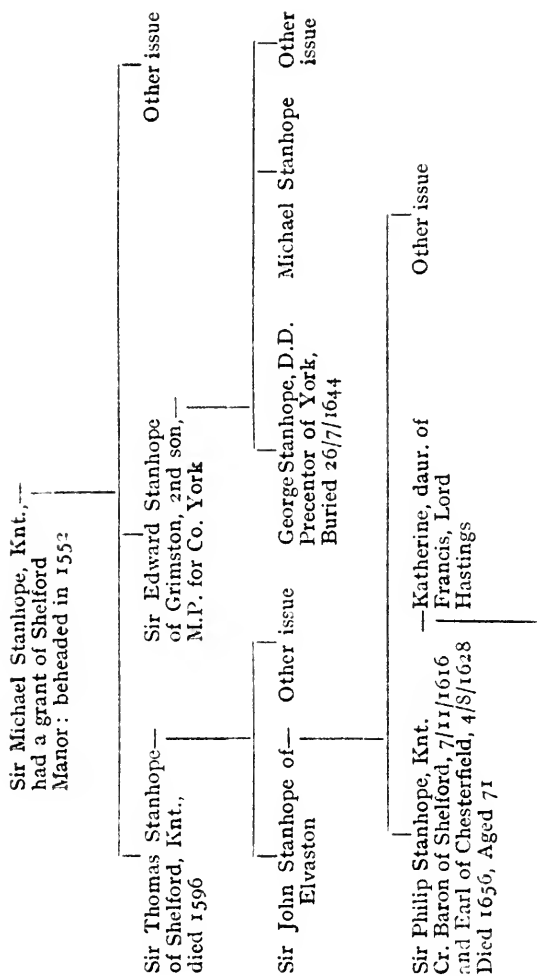 Sir Michael Stanhope, Knt.,—
had a grant of Shelford
Manor: beheaded in 1552
Sir Thomas Stanhope—
of Shelford, Knt.,
died 1596
Sir Edward Stanhope
of Grimston, 2nd son,—
M.P. for Co. York
Other issue
Sir John Stanhope of—
Elvaston
Other issue
George Stanhope, D.D.
Precentor of York,
Buried 26/7/1644
Michael Stanhope
Other
issue
Sir Philip Stanhope, Knt.
Cr. Baron of Shelford, 7/11/1616
and Earl of Chesterfield, 4/8/1628
Died 1656, Aged 71
—Katherine, daur. of
Francis, Lord
Hastings
Other issue